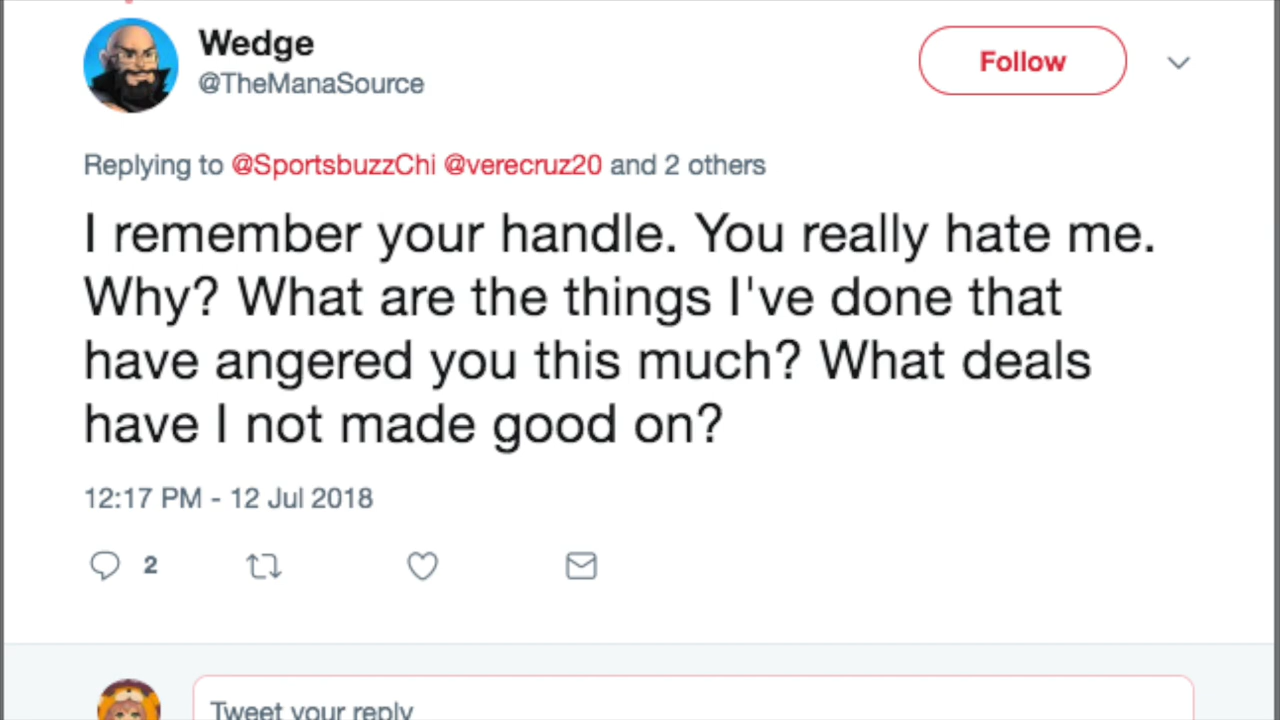 Wedge
@TheManaSource
Follow
Replying to @SportsbuzzChi @verecruz20 and 2 others
I remember your handle. You really hate me.
Why? What are the things I've done that
have angered you this much? What deals
have I not made good on?
12:17 PM - 12 Jul 2018
2
Tweet your reply